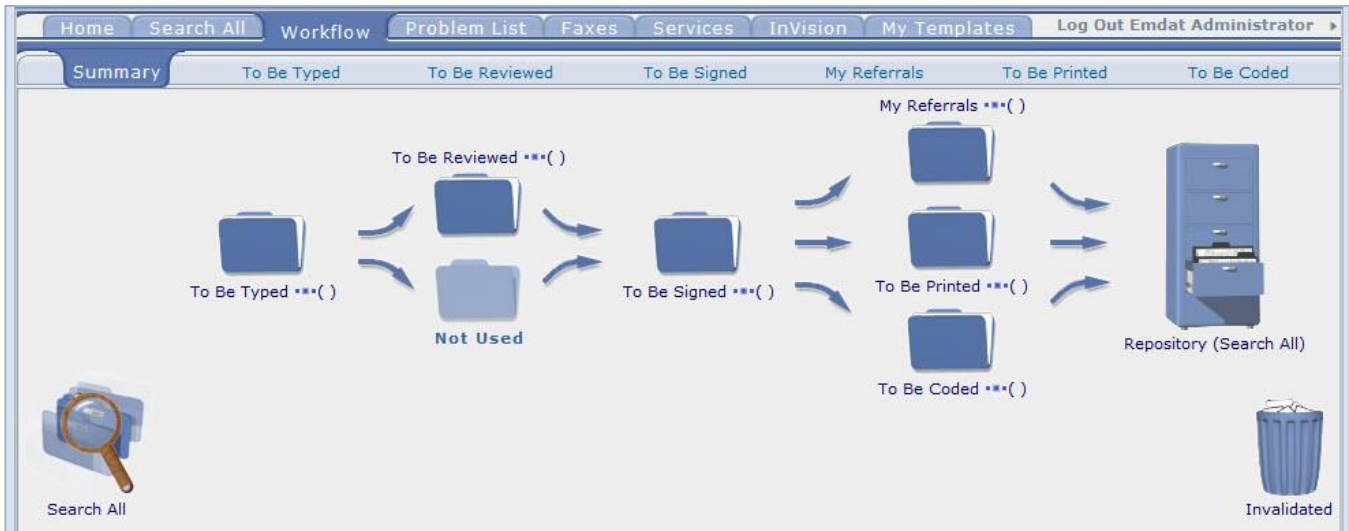 Home Search All Workflow Problem List Faxes Services InVision My Templates Log Out Emdat Administrator
Summary To Be Typed To Be Reviewed To Be Signed My Referrals To Be Printed To Be Coded
My Referrals ( )
To Be Reviewed ( )
To Be Typed ( )
To Be Signed ( )
To Be Printed ( )
Not Used
Repository (Search All)
To Be Coded ( )
Search All
Invalidated